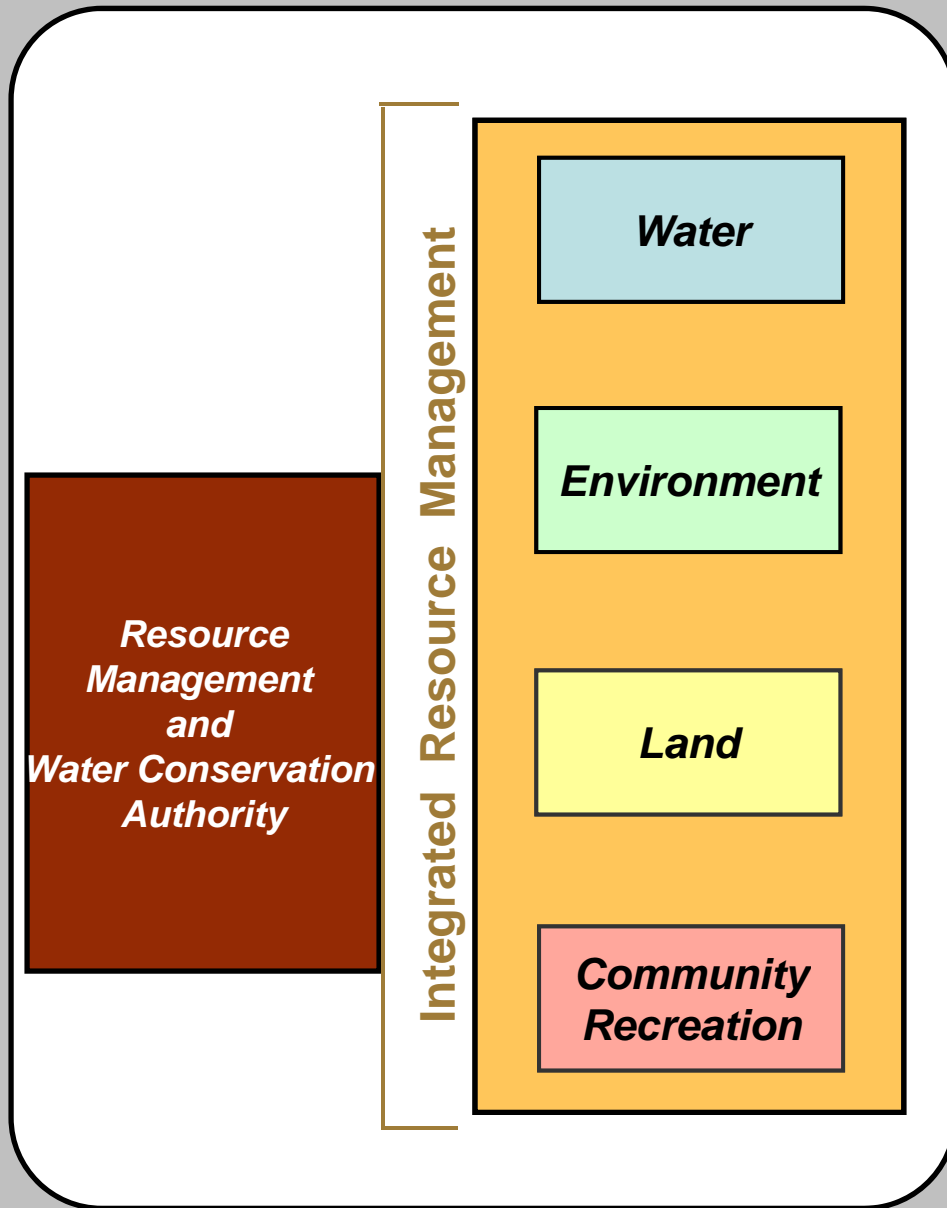 Resource
Management
and
Water Conservation
Authority
Integrated Resource Management
Water
Environment
Land
Community
Recreation